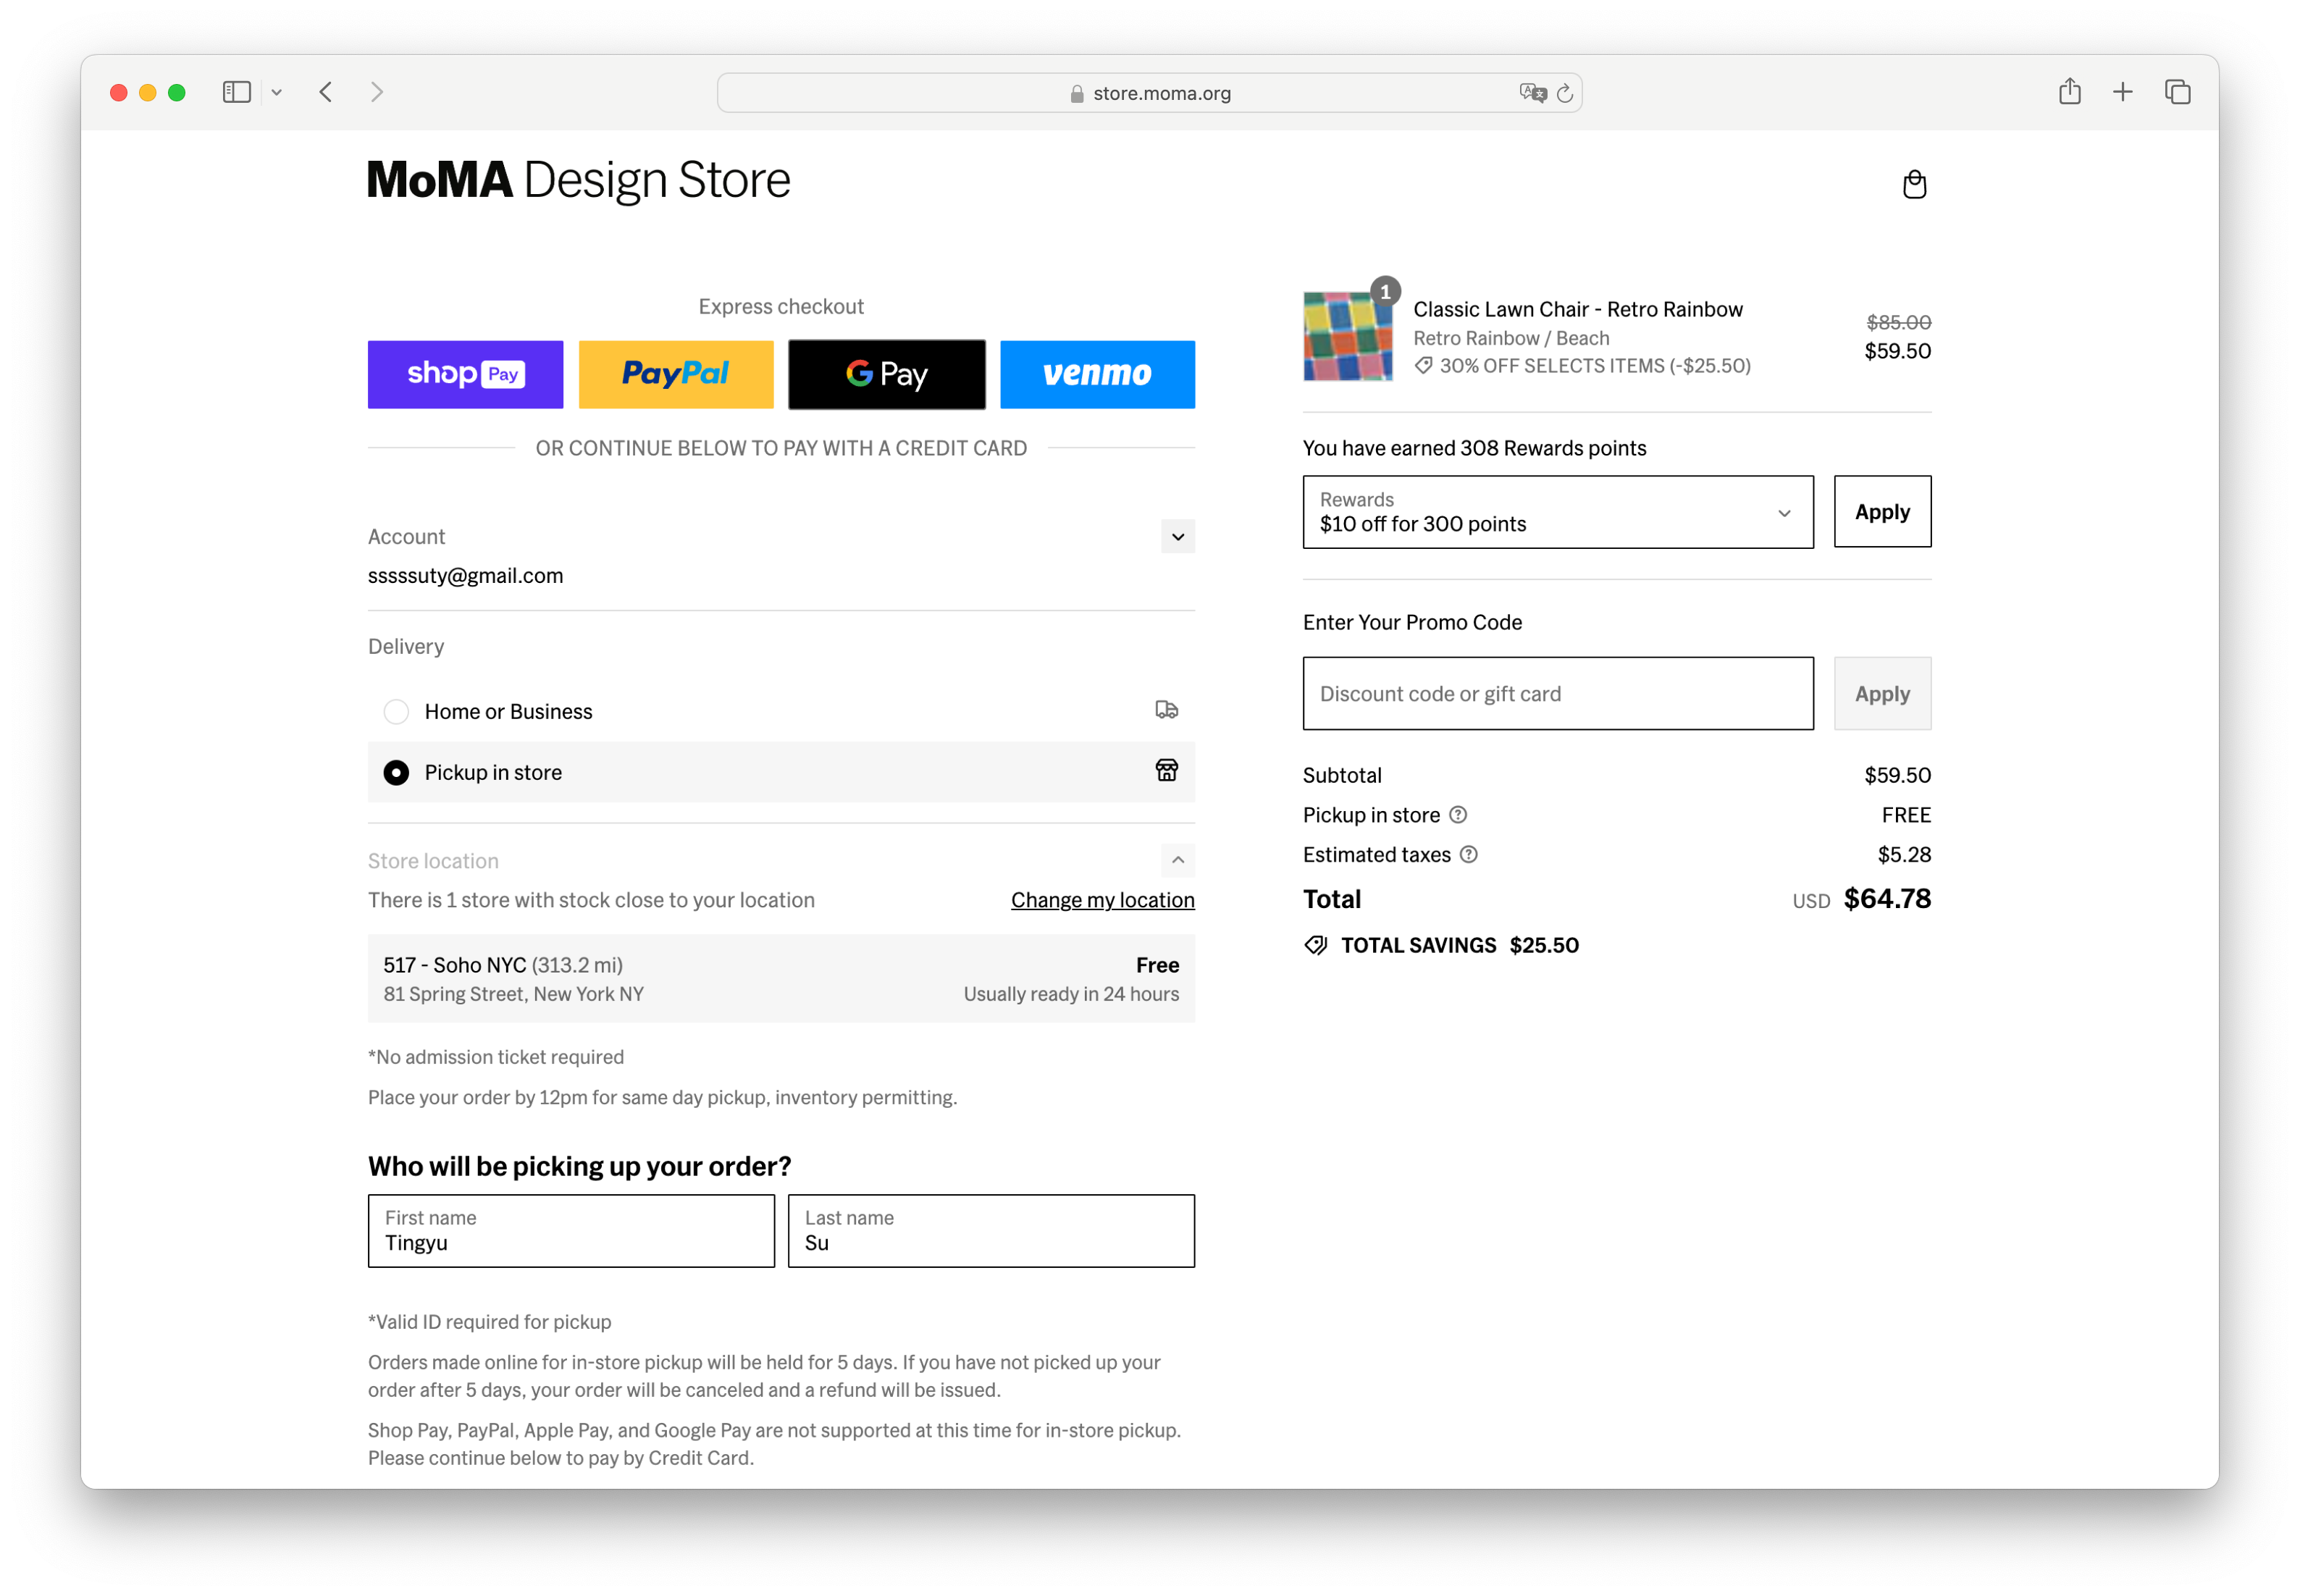 store.moma.org
MoMA Design Store
Express checkout
shop Pay
PayPal
G Pay
venmo
OR CONTINUE BELOW TO PAY WITH A CREDIT CARD
Account
sssssuty@gmail.com
Delivery
Home or Business
Pickup in store
Store location
There is 1 store with stock close to your location
Change my location
517 - Soho NYC (313.2 mi)
Free
81 Spring Street, New York NY
Usually ready in 24 hours
*No admission ticket required
Place your order by 12pm for same day pickup, inventory permitting.
Who will be picking up your order?
First name
Tingyu
Last name
Su
*Valid ID required for pickup
Orders made online for in-store pickup will be held for 5 days. If you have not picked up your
order after 5 days, your order will be canceled and a refund will be issued.
Shop Pay, PayPal, Apple Pay, and Google Pay are not supported at this time for in-store pickup.
Please continue below to pay by Credit Card.
1
Classic Lawn Chair - Retro Rainbow
Retro Rainbow / Beach
30% OFF SELECTS ITEMS (-$25.50)
$85.00
$59.50
You have earned 308 Rewards points
Rewards
$10 off for 300 points
Apply
Enter Your Promo Code
Discount code or gift card
Apply
Subtotal
$59.50
Pickup in store
FREE
Estimated taxes
$5.28
Total
USD $64.78
TOTAL SAVINGS $25.50